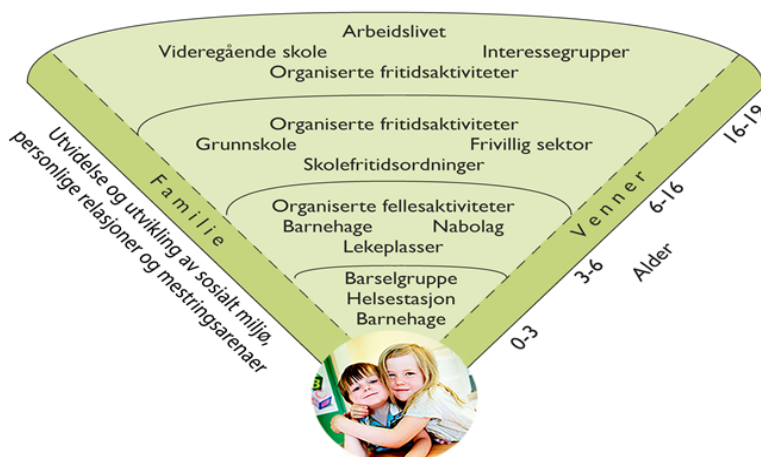 Arbeidslivet
Videregående skole
Interessegrupper
Organiserte fritidsaktiviteter
Organiserte fritidsaktiviteter
Grunnskole
Frivillig sektor
Skolefritidsordninger
Organiserte fellesaktiviteter
Barnehage
Nabolag
Lekeplasser
Barselgruppe
Helsestasjon
Barnehage
Familie
Venner
Utvidelse og utvikling av sosialt miljø,
personlige relasjoner og mestringsarenaer
16-19
6-16
3-6
0-3
Alder